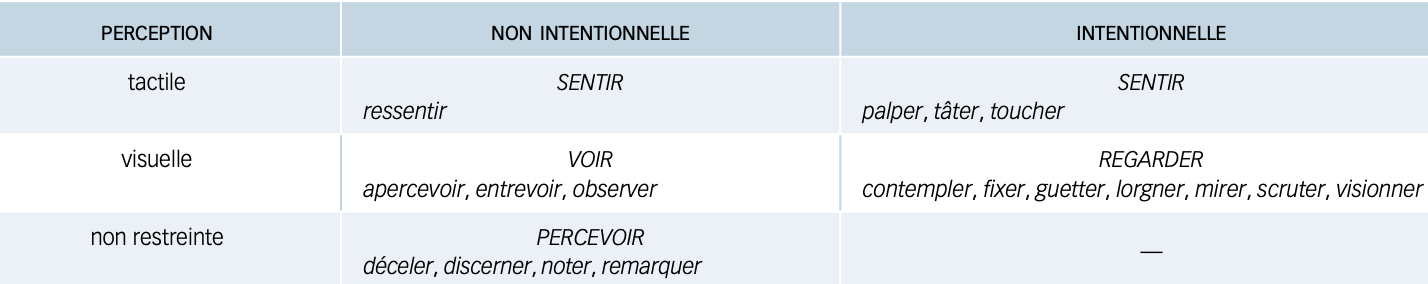 PERCEPTION NON INTENTIONNELLE INTENTIONNELLE
tactile SENTIR SENTIR
ressentir palper, tâter, toucher
visuelle VOIR REGARDER
apercevoir, entrevoir, observer contempler, fixer, guetter, lorgner, mirer, scruter, visionner
non restreinte PERCEVOIR —
déceler, discerner, noter, remarquer